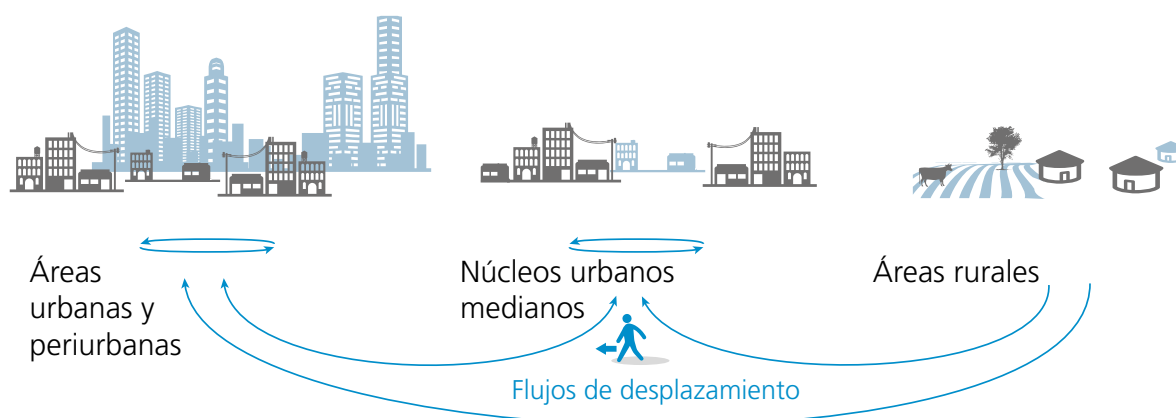 Áreas
urbanas y
periurbanas
Núcleos urbanos
medianos
Áreas rurales
Flujos de desplazamiento